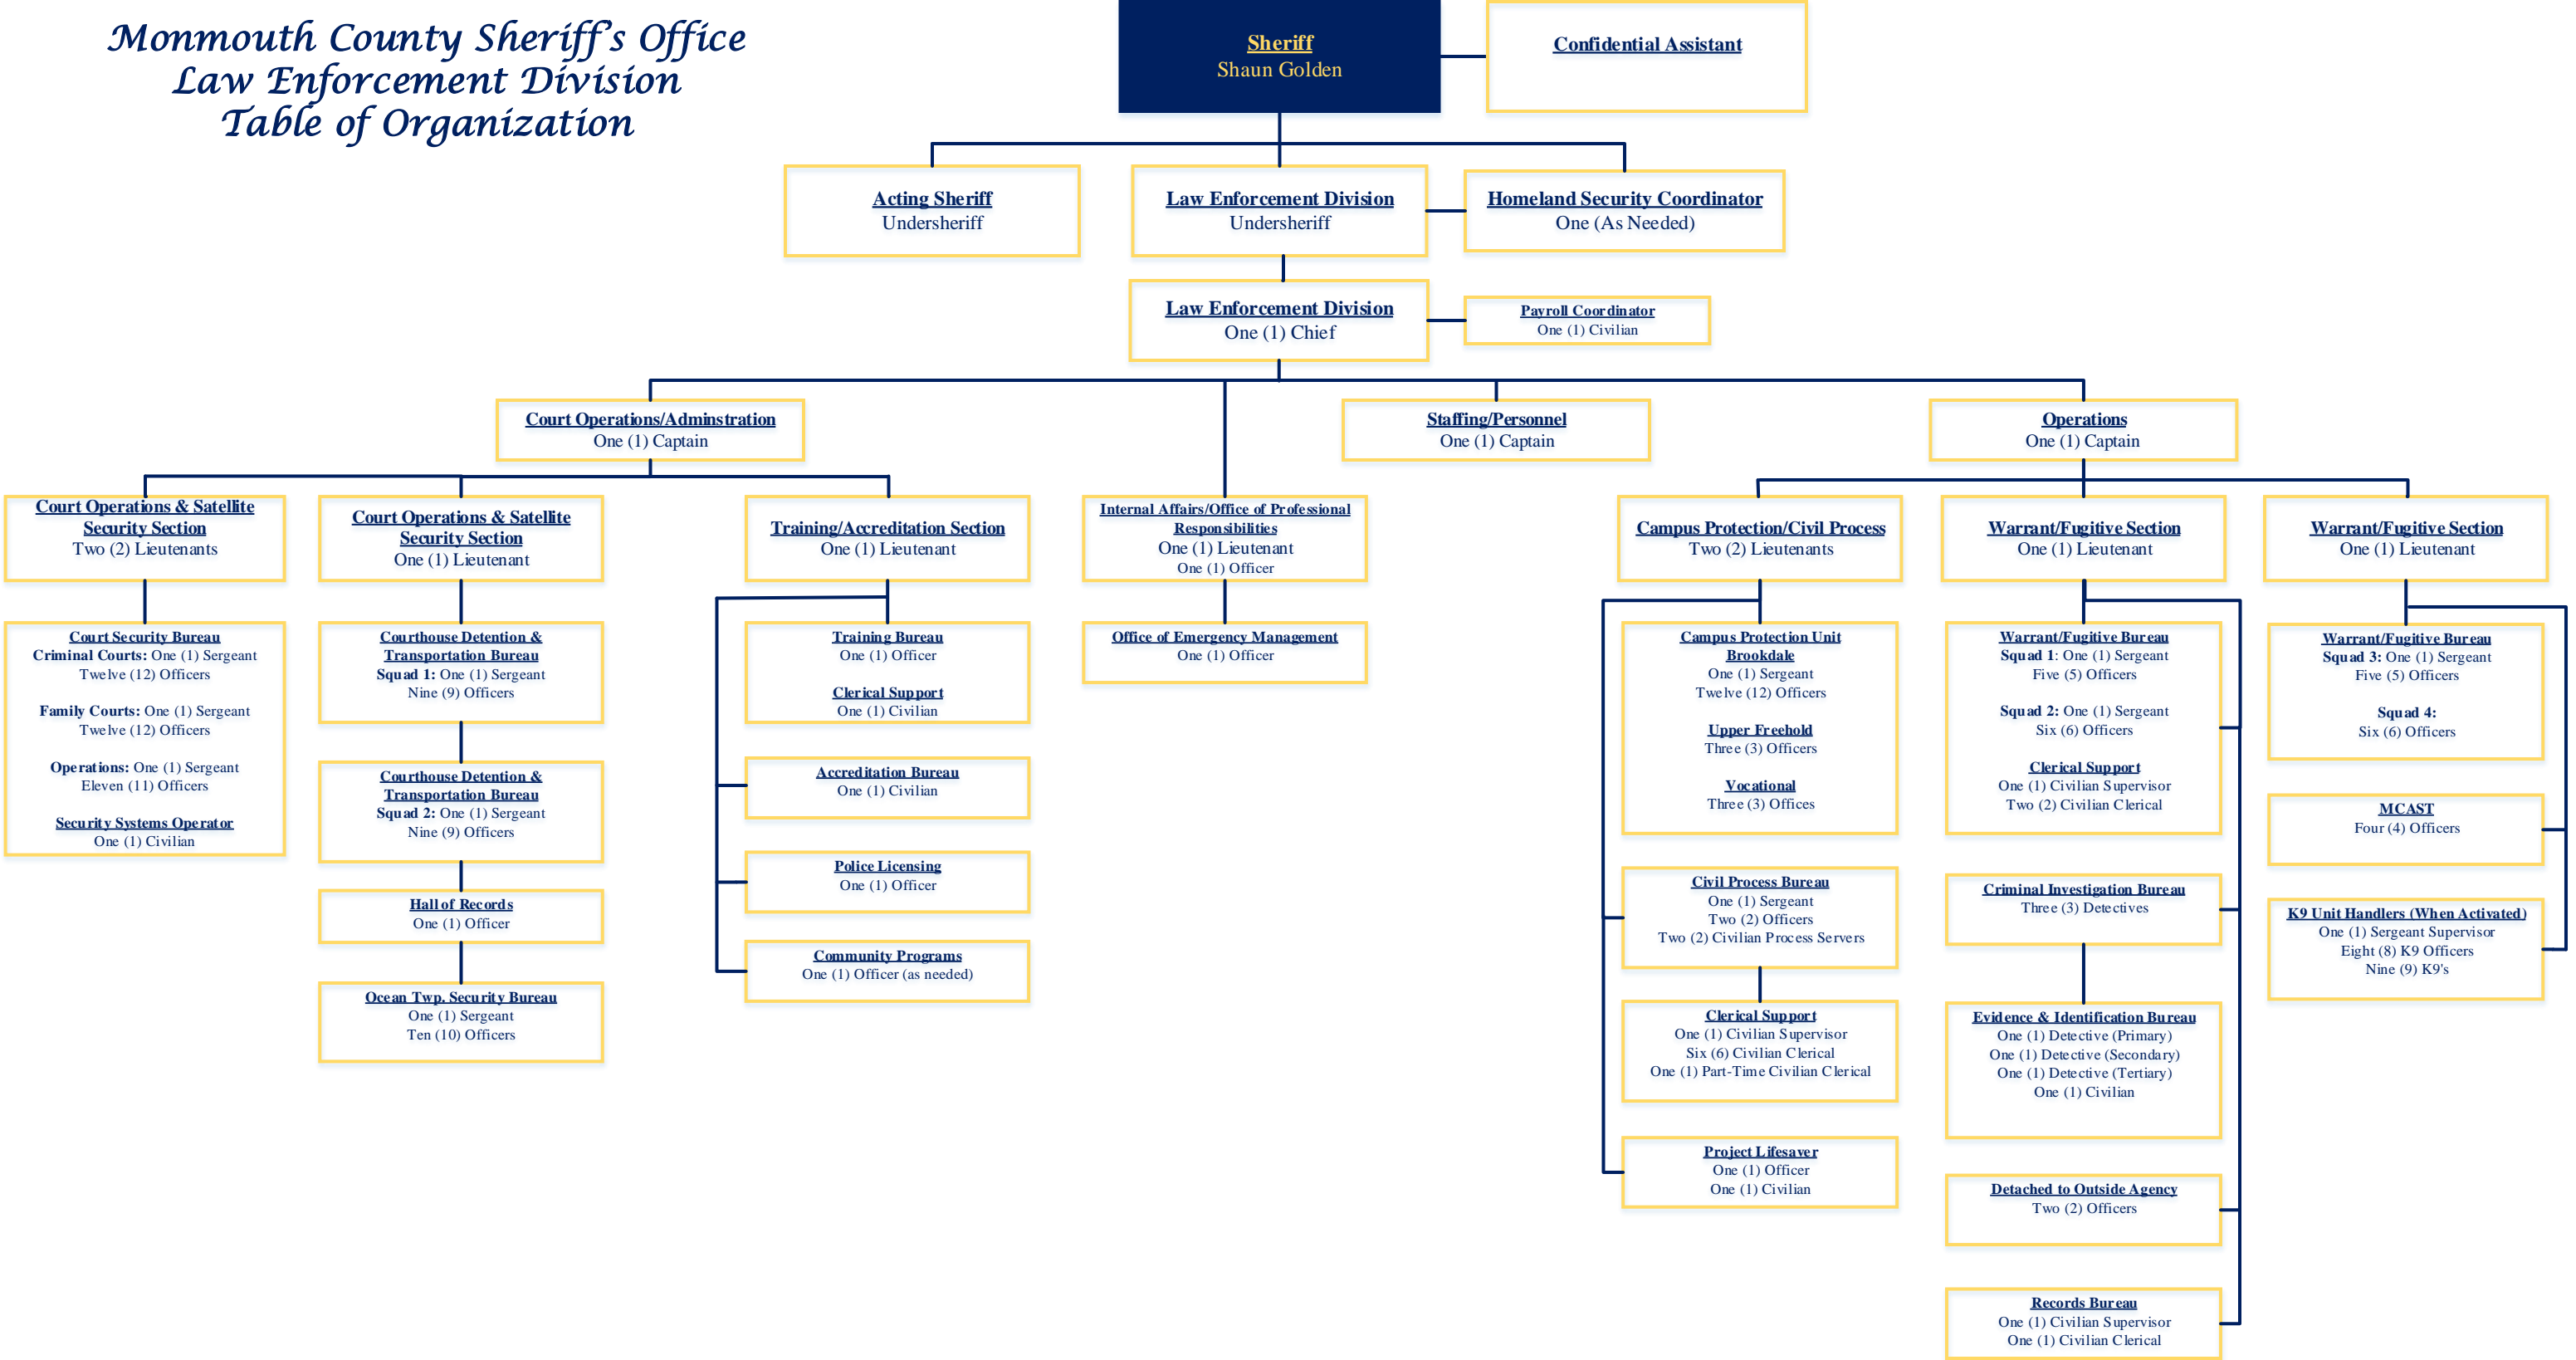 Monmouth County Sheriff's Office
Law Enforcement Division
Table of Organization
Sheriff
Shaun Golden
Confidential Assistant
Acting Sheriff
Undersheriff
Law Enforcement Division
Undersheriff
Homeland Security Coordinator
One (As Needed)
Law Enforcement Division
One (1) Chief
Payroll Coordinator
One (1) Civilian
Court Operations/Adminstration
One (1) Captain
Staffing/Personnel
One (1) Captain
Operations
One (1) Captain
Court Operations & Satellite
Security Section
Two (2) Lieutenants
Court Operations & Satellite
Security Section
One (1) Lieutenant
Training/Accreditation Section
One (1) Lieutenant
Internal Affairs/Office of Professional
Responsibilities
One (1) Lieutenant
One (1) Officer
Campus Protection/Civil Process
Two (2) Lieutenants
Warrant/Fugitive Section
One (1) Lieutenant
Warrant/Fugitive Section
One (1) Lieutenant
Court Security Bureau
Criminal Courts: One (1) Sergeant
Twelve (12) Officers
Family Courts: One (1) Sergeant
Twelve (12) Officers
Operations: One (1) Sergeant
Eleven (11) Officers
Security Systems Operator
One (1) Civilian
Courthouse Detention &
Transportation Bureau
Squad 1: One (1) Sergeant
Nine (9) Officers
Courthouse Detention &
Transportation Bureau
Squad 2: One (1) Sergeant
Nine (9) Officers
Hall of Records
One (1) Officer
Ocean Twp. Security Bureau
One (1) Sergeant
Ten (10) Officers
Training Bureau
One (1) Officer
Clerical Support
One (1) Civilian
Accreditation Bureau
One (1) Civilian
Police Licensing
One (1) Officer
Community Programs
One (1) Officer (as needed)
Office of Emergency Management
One (1) Officer
Campus Protection Unit
Brookdale
One (1) Sergeant
Twelve (12) Officers
Upper Freehold
Three (3) Officers
Vocational
Three (3) Offices
Civil Process Bureau
One (1) Sergeant
Two (2) Officers
Two (2) Civilian Process Servers
Clerical Support
One (1) Civilian Supervisor
Six (6) Civilian Clerical
One (1) Part-Time Civilian Clerical
Project Lifesaver
One (1) Officer
One (1) Civilian
Warrant/Fugitive Bureau
Squad 1: One (1) Sergeant
Five (5) Officers
Squad 2: One (1) Sergeant
Six (6) Officers
Clerical Support
One (1) Civilian Supervisor
Two (2) Civilian Clerical
Criminal Investigation Bureau
Three (3) Detectives
Evidence & Identification Bureau
One (1) Detective (Primary)
One (1) Detective (Secondary)
One (1) Detective (Tertiary)
One (1) Civilian
Detached to Outside Agency
Two (2) Officers
Records Bureau
One (1) Civilian Supervisor
One (1) Civilian Clerical
Warrant/Fugitive Bureau
Squad 3: One (1) Sergeant
Five (5) Officers
Squad 4:
Six (6) Officers
MCAST
Four (4) Officers
K9 Unit Handlers (When Activated)
One (1) Sergeant Supervisor
Eight (8) K9 Officers
Nine (9) K9's